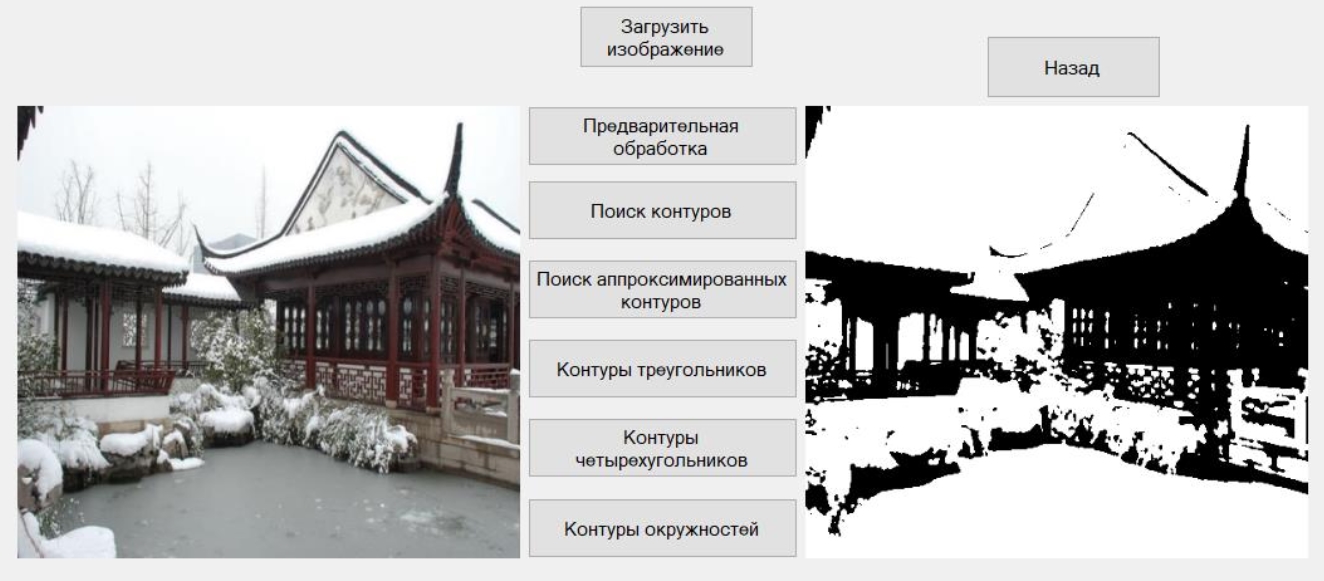 Загрузить
изображение
Назад
Предварительная
обработка
Поиск контуров
Поиск аппроксимированных
контуров
Контуры треугольников
Контуры
четырехугольников
Контуры окружностей